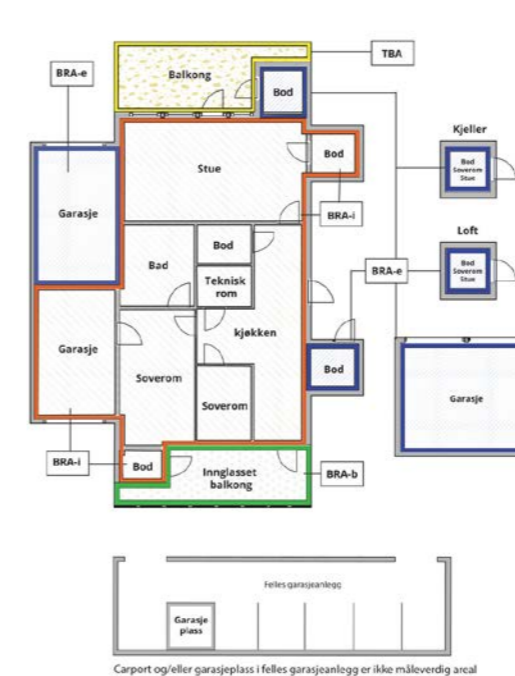 TBA
Balkong
BRA-e
Bod
Kjeller
Bod
Soverom
Stue
Stue
Bod
Garasje
BRA-i
Loft
Bod
Soverom
Stue
Bod
Bad
BRA-e
Teknisk
rom
kjøkken
Garasje
Soverom
Bod
Garasje
Soverom
BRA-i
Bod
Innglasset
balkong
BRA-b
Felles garasjeanlegg
Garasje
plass
Carport og/eller garasjeplass i felles garasjeanlegg er ikke måleverdig areal